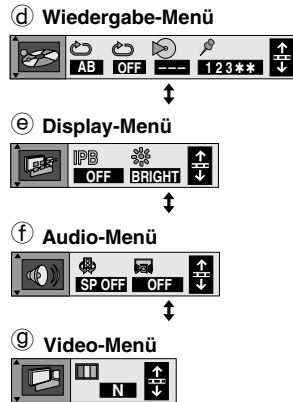 ⓓ Wiedergabe-Menü
AB OFF --- 123**
ⓔ Display-Menü
IPB
OFF BRIGHT
ⓕ Audio-Menü
SP OFF OFF
ⓖ Video-Menü
N